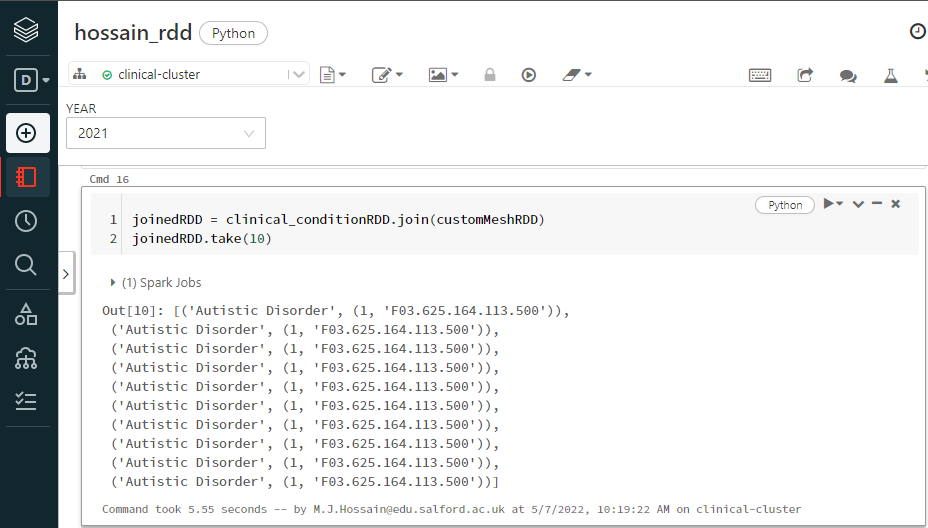 hossain_rdd Python
D
clinical-cluster
YEAR
2021
Cmd 16
Python
1 joinedRDD = clinical_conditionRDD.join(customMeshRDD)
2 joinedRDD.take(10)
(1) Spark Jobs
Out[10]: [('Autistic Disorder', (1, 'F03.625.164.113.500')),
('Autistic Disorder', (1, 'F03.625.164.113.500')),
('Autistic Disorder', (1, 'F03.625.164.113.500')),
('Autistic Disorder', (1, 'F03.625.164.113.500')),
('Autistic Disorder', (1, 'F03.625.164.113.500')),
('Autistic Disorder', (1, 'F03.625.164.113.500')),
('Autistic Disorder', (1, 'F03.625.164.113.500')),
('Autistic Disorder', (1, 'F03.625.164.113.500')),
('Autistic Disorder', (1, 'F03.625.164.113.500')),
('Autistic Disorder', (1, 'F03.625.164.113.500'))]
Command took 5.55 seconds -- by M.J.Hossain@edu.salford.ac.uk at 5/7/2022, 10:19:22 AM on clinical-cluster